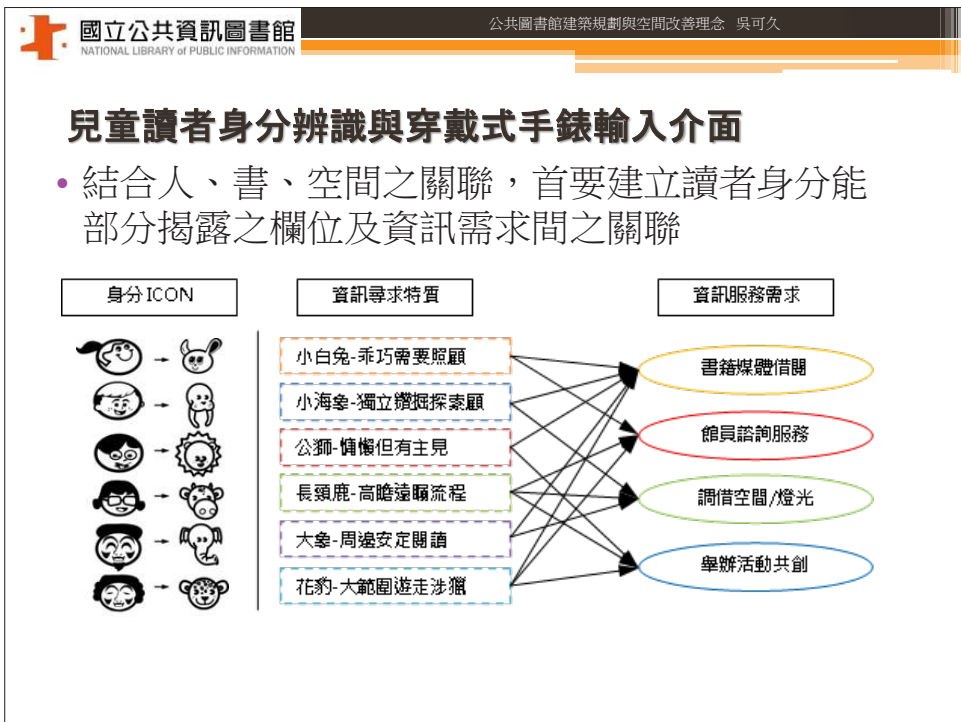 國立公共資訊圖書館
NATIONAL LIBRARY of PUBLIC INFORMATION
公共圖書館建築規劃與空間改善理念 吳可久
兒童讀者身分辨識與穿戴式手錶輸入介面
• 結合人、書、空間之關聯，首要建立讀者身分能
部分揭露之欄位及資訊需求間之關聯
身分ICON
資訊尋求特質
資訊服務需求
小白兔-乖巧需要照顧
小海象-獨立鑽掘探索顧
公獅-慵懶但有主見
長頸鹿-高瞻遠矚流程
大象-周邊安定閱讀
花豹-大範圍遊走涉獵
書籍媒體借閱
館員諮詢服務
調借空間/燈光
舉辦活動共創